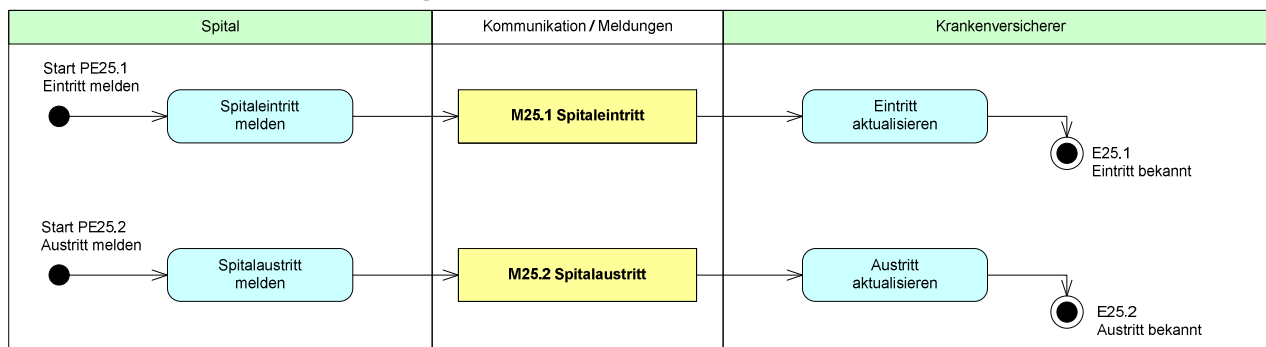 Spital
Kommunikation / Meldungen
Krankenversicherer
Start PE25.1
Eintritt melden
Spitaleintritt
melden
M25.1 Spitaleintritt
Eintritt
aktualisieren
E25.1
Eintritt bekannt
Start PE25.2
Austritt melden
Spitalaustritt
melden
M25.2 Spitalaustritt
Austritt
aktualisieren
E25.2
Austritt bekannt